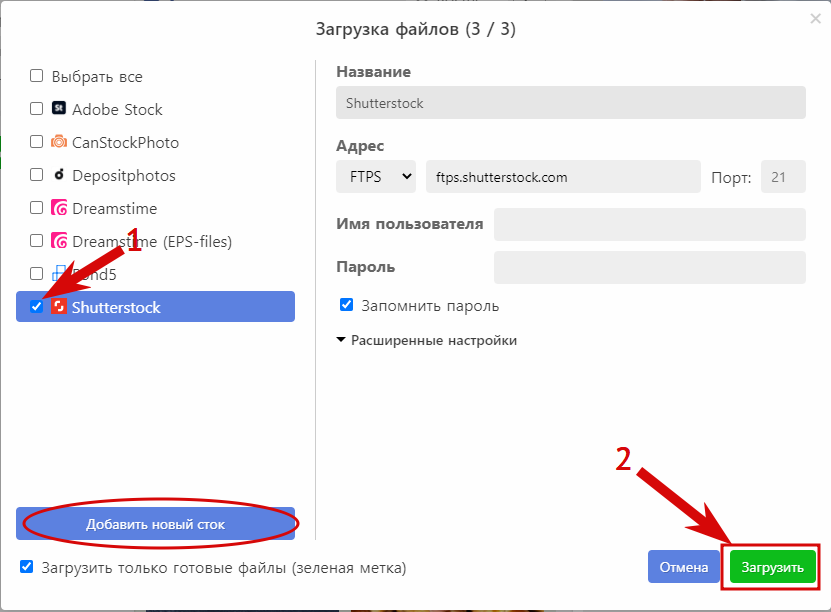 Загрузка файлов (3 / 3)
×
Выбрать все
St Adobe Stock
CanStockPhoto
Depositphotos
Dreamstime
Dreamstime (EPS-files)
Pond5
Shutterstock
1
Добавить новый сток
Загрузить только готовые файлы (зеленая метка)
Название
Shutterstock
Адрес
FTPS ftps.shutterstock.com Порт: 21
Имя пользователя
Пароль
Запомнить пароль
Расширенные настройки
2
Отмена Загрузить